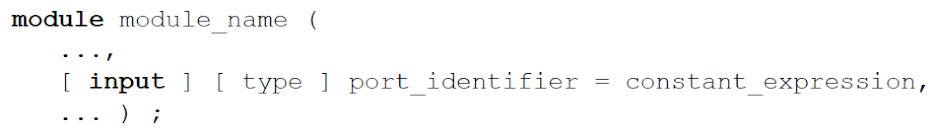 module module_name (
...,
[ input ] [ type ] port_identifier = constant_expression,
... ) ;